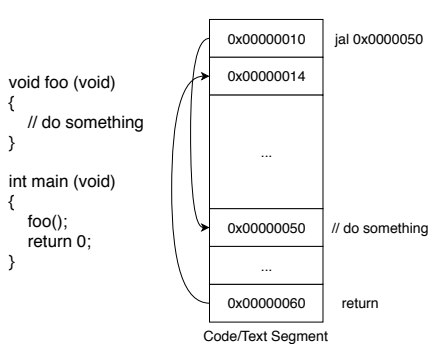 void foo (void)
{
// do something
}
int main (void)
{
foo();
return 0;
}
0x00000010 jal 0x0000050
0x00000014
...
0x00000050 // do something
...
0x00000060 return
Code/Text Segment